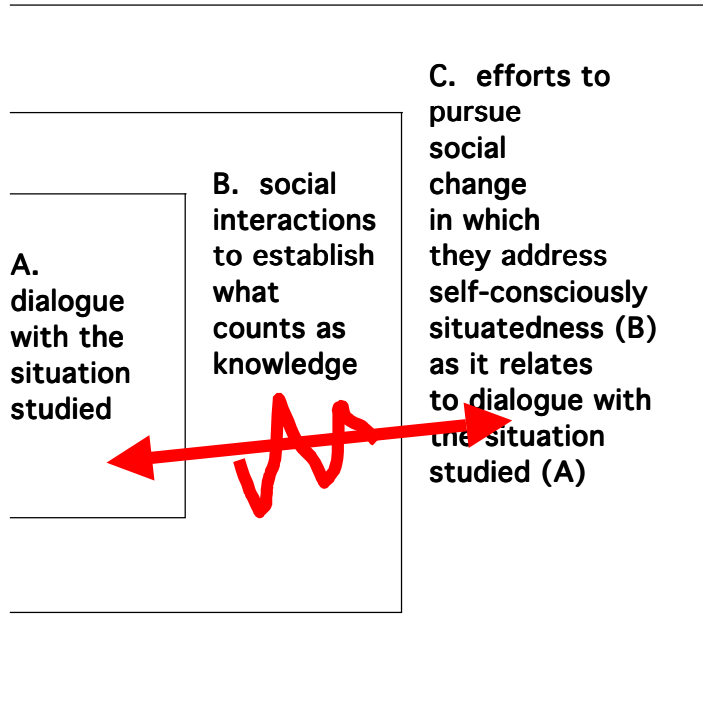 A.
dialogue
with the
situation
studied
B. social
interactions
to establish
what
counts as
knowledge
C. efforts to
pursue
social
change
in which
they address
self-consciously
situatedness (B)
as it relates
to dialogue with
the situation
studied (A)